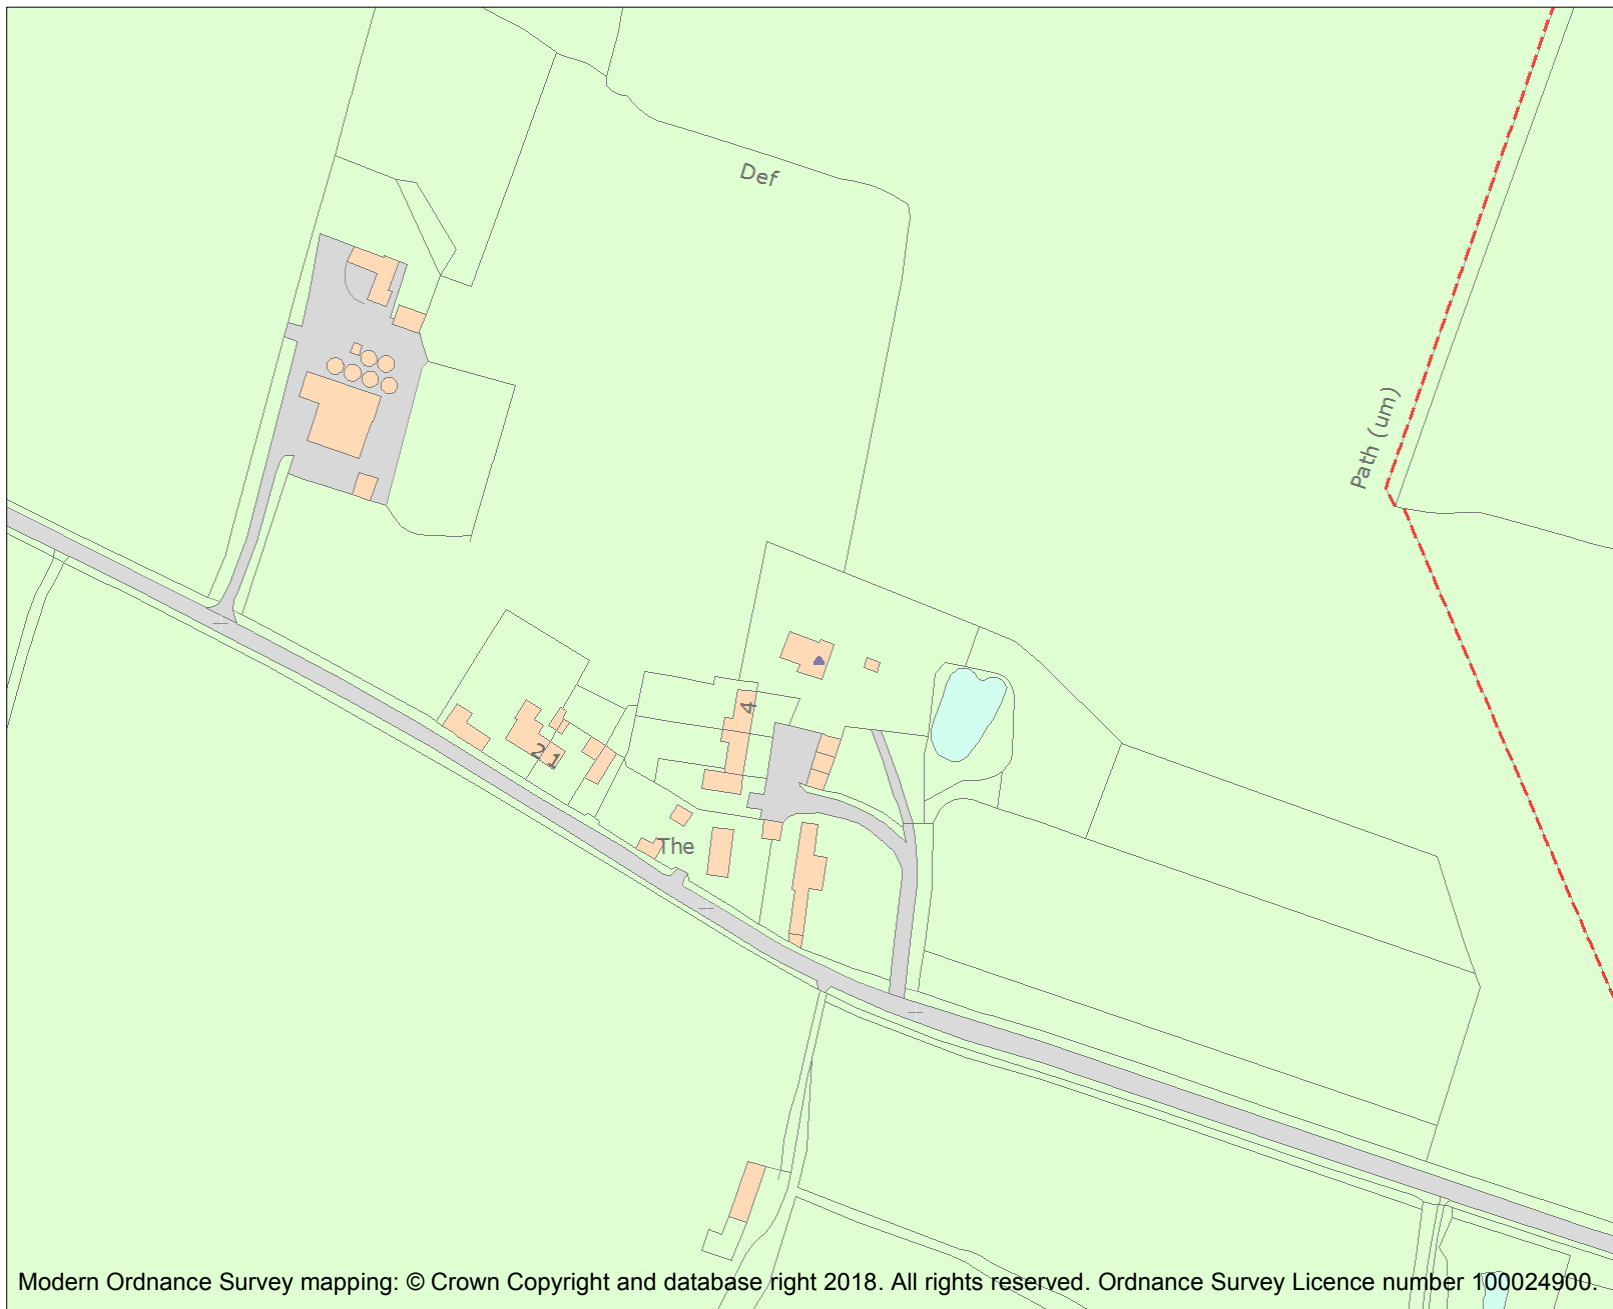 Def
Path (um)
4
2
1
The
Modern Ordnance Survey mapping: © Crown Copyright and database right 2018. All rights reserved. Ordnance Survey Licence number 100024900.